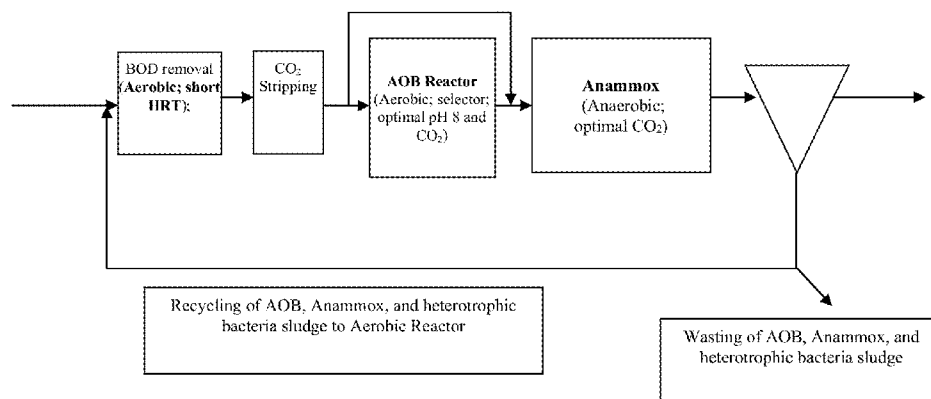 BOD removal
(Aerobic; short
HRT);
CO₂
Stripping
AOB Reactor
(Aerobic; selector;
optimal pH 8 and
CO₂)
Anammox
(Anaerobic;
optimal CO₂)
Recycling of AOB, Anammox, and heterotrophic
bacteria sludge to Aerobic Reactor
Wasting of AOB, Anammox, and
heterotrophic bacteria sludge